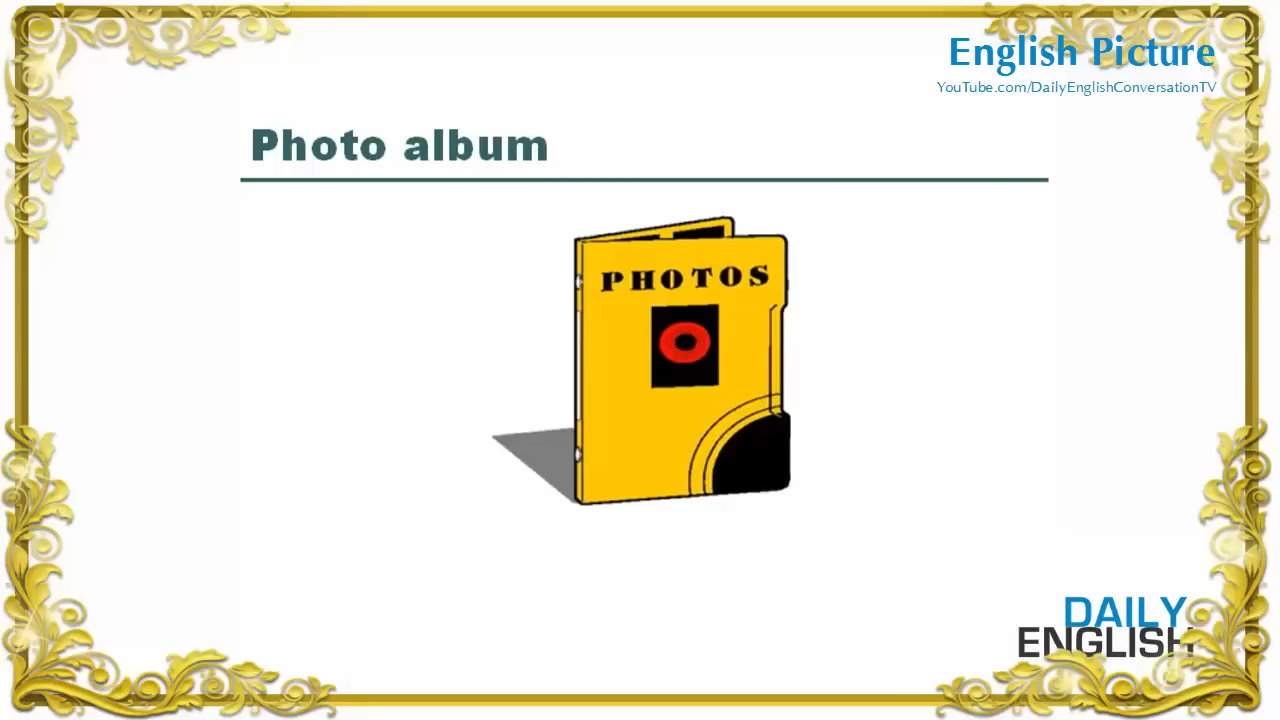 English Picture
YouTube.com/DailyEnglishConversationTV
Photo album
PHOTOS
DAILY
ENGLISH